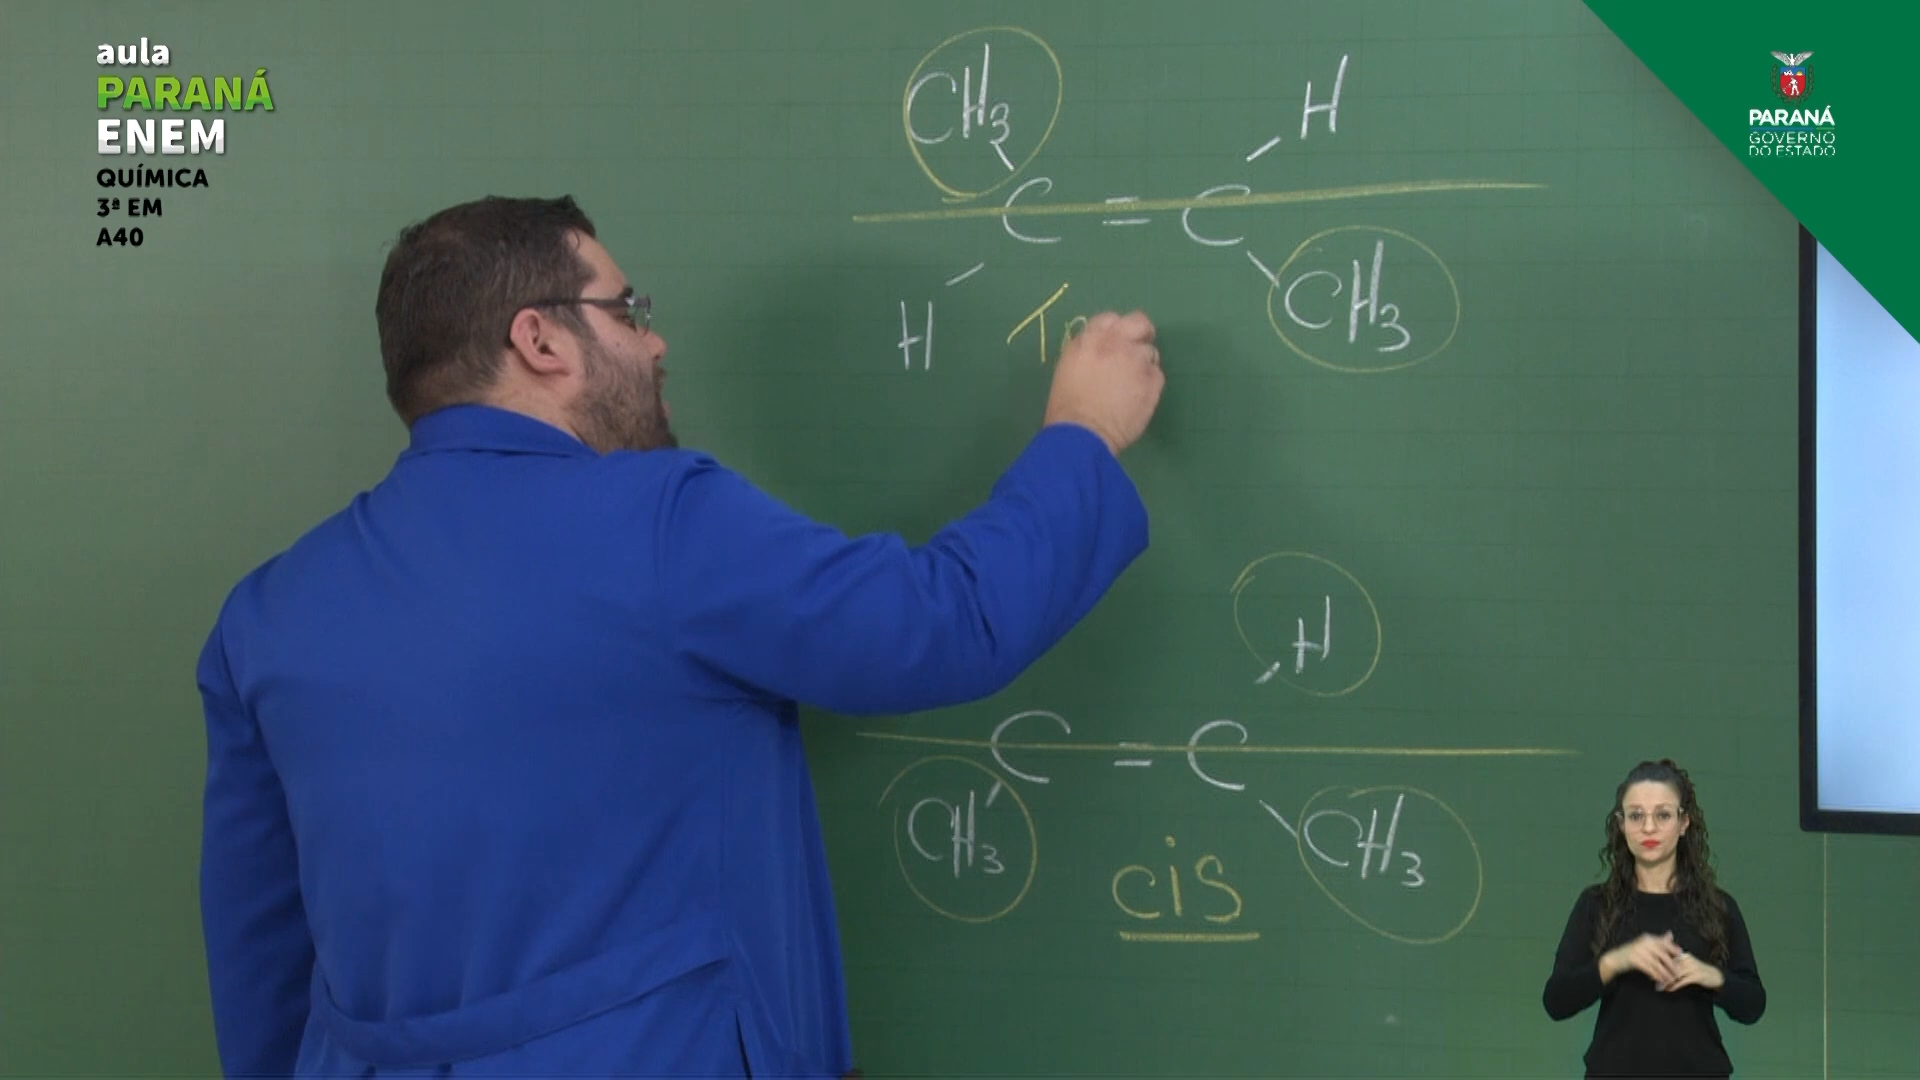 aula
PARANÁ
ENEM
QUÍMICA
3ª EM
A40
PARANÁ
GOVERNO
DO ESTADO
CH3 H
C = C
H CH3
H
C = C
CH3 CH3
cis